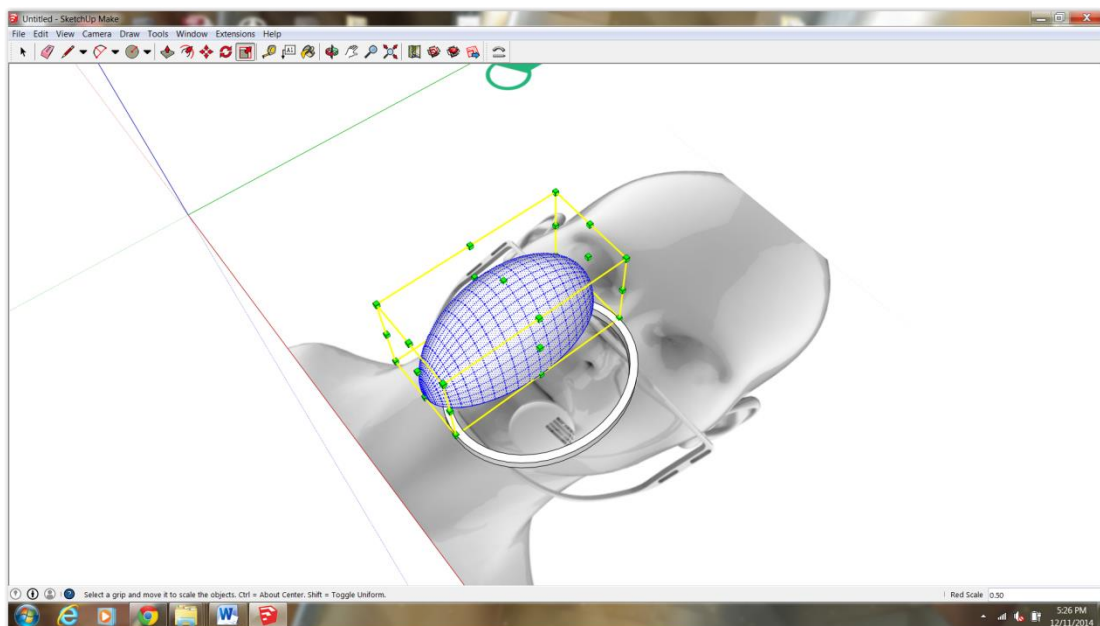 Untitled - SketchUp Make
File Edit View Camera Draw Tools Window Extensions Help
A1
Select a grip and move it to scale the objects. Ctrl = About Center. Shift = Toggle Uniform.
Red Scale 0.50
W
5:26 PM
12/11/2014